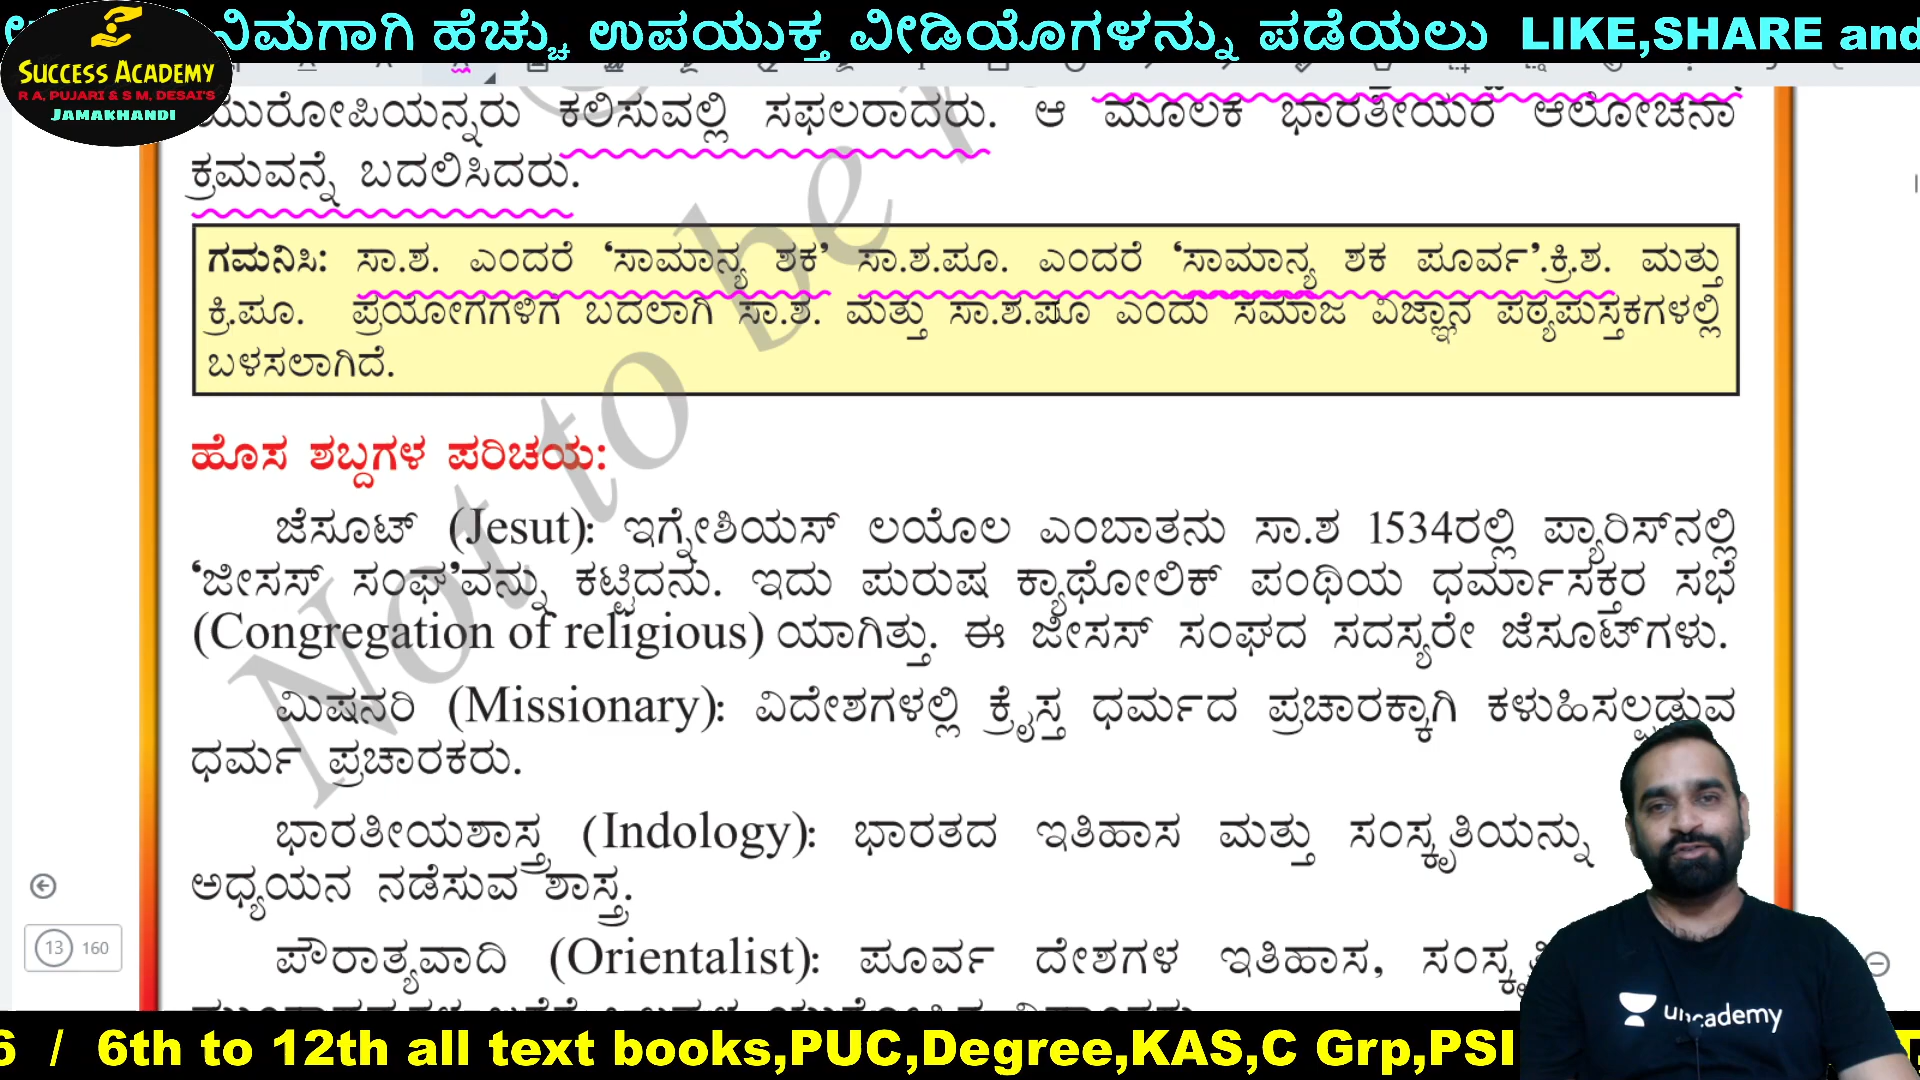 ನಿಮಗಾಗಿ ಹೆಚ್ಚು ಉಪಯುಕ್ತ ವೀಡಿಯೊಗಳನ್ನು ಪಡೆಯಲು LIKE,SHARE and
SUCCESS ACADEMY
R A, PUJARI & S M, DESAI'S
JAMAKHANDI
ಯುರೋಪಿಯನ್ನರು ಕಲಿಸುವಲ್ಲಿ ಸಫಲರಾದರು. ಆ ಮೂಲಕ ಭಾರತೀಯರ ಆಲೋಚನಾ
ಕ್ರಮವನ್ನೆ ಬದಲಿಸಿದರು.
ಗಮನಿಸಿ: ಸಾ.ಶ. ಎಂದರೆ ‘ಸಾಮಾನ್ಯ ಶಕ’ ಸಾ.ಶ.ಪೂ. ಎಂದರೆ ‘ಸಾಮಾನ್ಯ ಶಕ ಪೂರ್ವ’.ಕ್ರಿ.ಶ. ಮತ್ತು
ಕ್ರಿ.ಪೂ. ಪ್ರಯೋಗಗಳಿಗೆ ಬದಲಾಗಿ ಸಾ.ಶ. ಮತ್ತು ಸಾ.ಶ.ಪೂ ಎಂದು ಸಮಾಜ ವಿಜ್ಞಾನ ಪಠ್ಯಪುಸ್ತಕಗಳಲ್ಲಿ
ಬಳಸಲಾಗಿದೆ.
ಹೊಸ ಶಬ್ದಗಳ ಪರಿಚಯ:
ಜೆಸೂಟ್ (Jesut): ಇಗ್ನೇಶಿಯಸ್ ಲಯೊಲ ಎಂಬಾತನು ಸಾ.ಶ 1534ರಲ್ಲಿ ಪ್ಯಾರಿಸ್‌ನಲ್ಲಿ
‘ಜೀಸಸ್ ಸಂಘ’ವನ್ನು ಕಟ್ಟಿದನು. ಇದು ಪುರುಷ ಕ್ಯಾಥೋಲಿಕ್ ಪಂಥಿಯ ಧರ್ಮಾಸಕ್ತರ ಸಭೆ
(Congregation of religious) ಯಾಗಿತ್ತು. ಈ ಜೀಸಸ್ ಸಂಘದ ಸದಸ್ಯರೇ ಜೆಸೂಟ್‌ಗಳು.
ಮಿಷನರಿ (Missionary): ವಿದೇಶಗಳಲ್ಲಿ ಕ್ರೈಸ್ತ ಧರ್ಮದ ಪ್ರಚಾರಕ್ಕಾಗಿ ಕಳುಹಿಸಲ್ಪಡುವ
ಧರ್ಮ ಪ್ರಚಾರಕರು.
ಭಾರತೀಯಶಾಸ್ತ್ರ (Indology): ಭಾರತದ ಇತಿಹಾಸ ಮತ್ತು ಸಂಸ್ಕೃತಿಯನ್ನು
ಅಧ್ಯಯನ ನಡೆಸುವ ಶಾಸ್ತ್ರ.
ಪೌರಾತ್ಯವಾದಿ (Orientalist): ಪೂರ್ವ ದೇಶಗಳ ಇತಿಹಾಸ,
Not to be
13 160
unacademy
6 / 6th to 12th all text books,PUC,Degree,KAS,C Grp,PSI